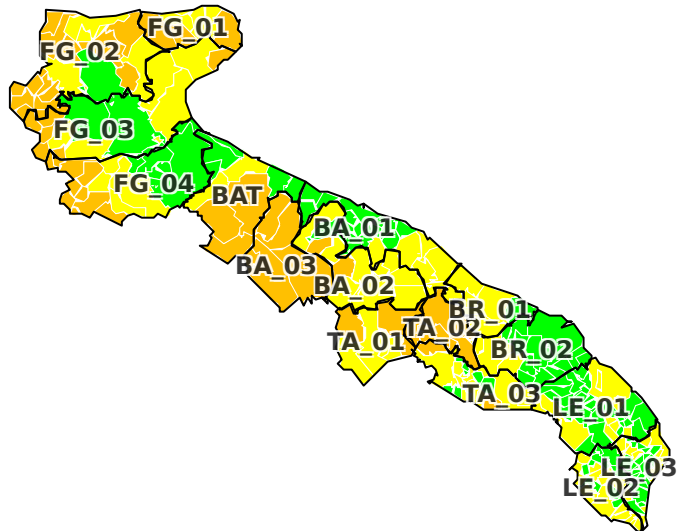 FG_01
FG_02
FG_03
FG_04
BAT
BA_01
BA_03
BA_02
BR_01
TA_02
TA_01
BR_02
TA_03
LE_01
LE_03
LE_02